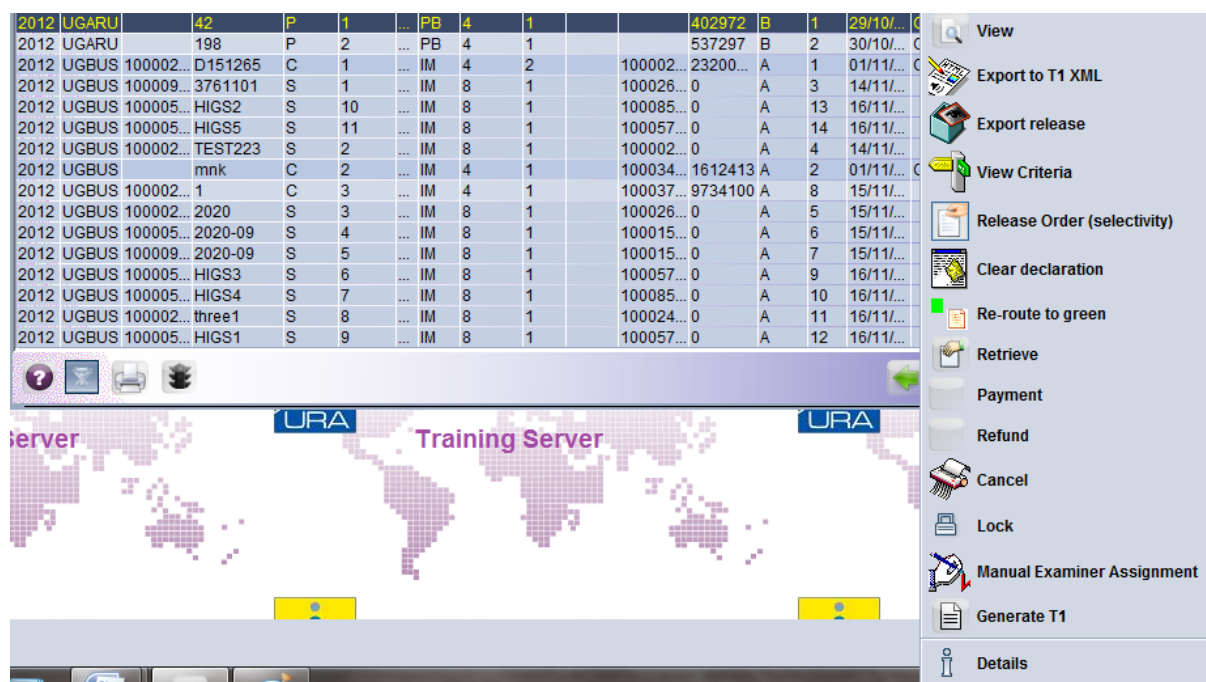 2012 UGARU 42 P 1 ... PB 4 1 402972 B 1 29/10/...
2012 UGARU 198 P 2 ... PB 4 1 537297 B 2 30/10/...
2012 UGBUS 100002... D151265 C 1 ... IM 4 2 100002... 23200... A 1 01/11/...
2012 UGBUS 100009... 3761101 S 1 ... IM 8 1 100026... 0 A 3 14/11/...
2012 UGBUS 100005... HIGS2 S 10 ... IM 8 1 100085... 0 A 13 16/11/...
2012 UGBUS 100005... HIGS5 S 11 ... IM 8 1 100057... 0 A 14 16/11/...
2012 UGBUS 100002... TEST223 S 2 ... IM 8 1 100002... 0 A 4 14/11/...
2012 UGBUS mnk C 2 ... IM 4 1 100034... 1612413 A 2 01/11/...
2012 UGBUS 100002... 1 C 3 ... IM 4 1 100037... 9734100 A 8 15/11/...
2012 UGBUS 100002... 2020 S 3 ... IM 8 1 100026... 0 A 5 15/11/...
2012 UGBUS 100005... 2020-09 S 4 ... IM 8 1 100015... 0 A 6 15/11/...
2012 UGBUS 100009... 2020-09 S 5 ... IM 8 1 100015... 0 A 7 15/11/...
2012 UGBUS 100005... HIGS3 S 6 ... IM 8 1 100057... 0 A 9 16/11/...
2012 UGBUS 100005... HIGS4 S 7 ... IM 8 1 100085... 0 A 10 16/11/...
2012 UGBUS 100002... three1 S 8 ... IM 8 1 100024... 0 A 11 16/11/...
2012 UGBUS 100005... HIGS1 S 9 ... IM 8 1 100057... 0 A 12 16/11/...
URA
URA
erver
Training Server
View
Export to T1 XML
Export release
View Criteria
Release Order (selectivity)
Clear declaration
Re-route to green
Retrieve
Payment
Refund
Cancel
Lock
Manual Examiner Assignment
Generate T1
Details